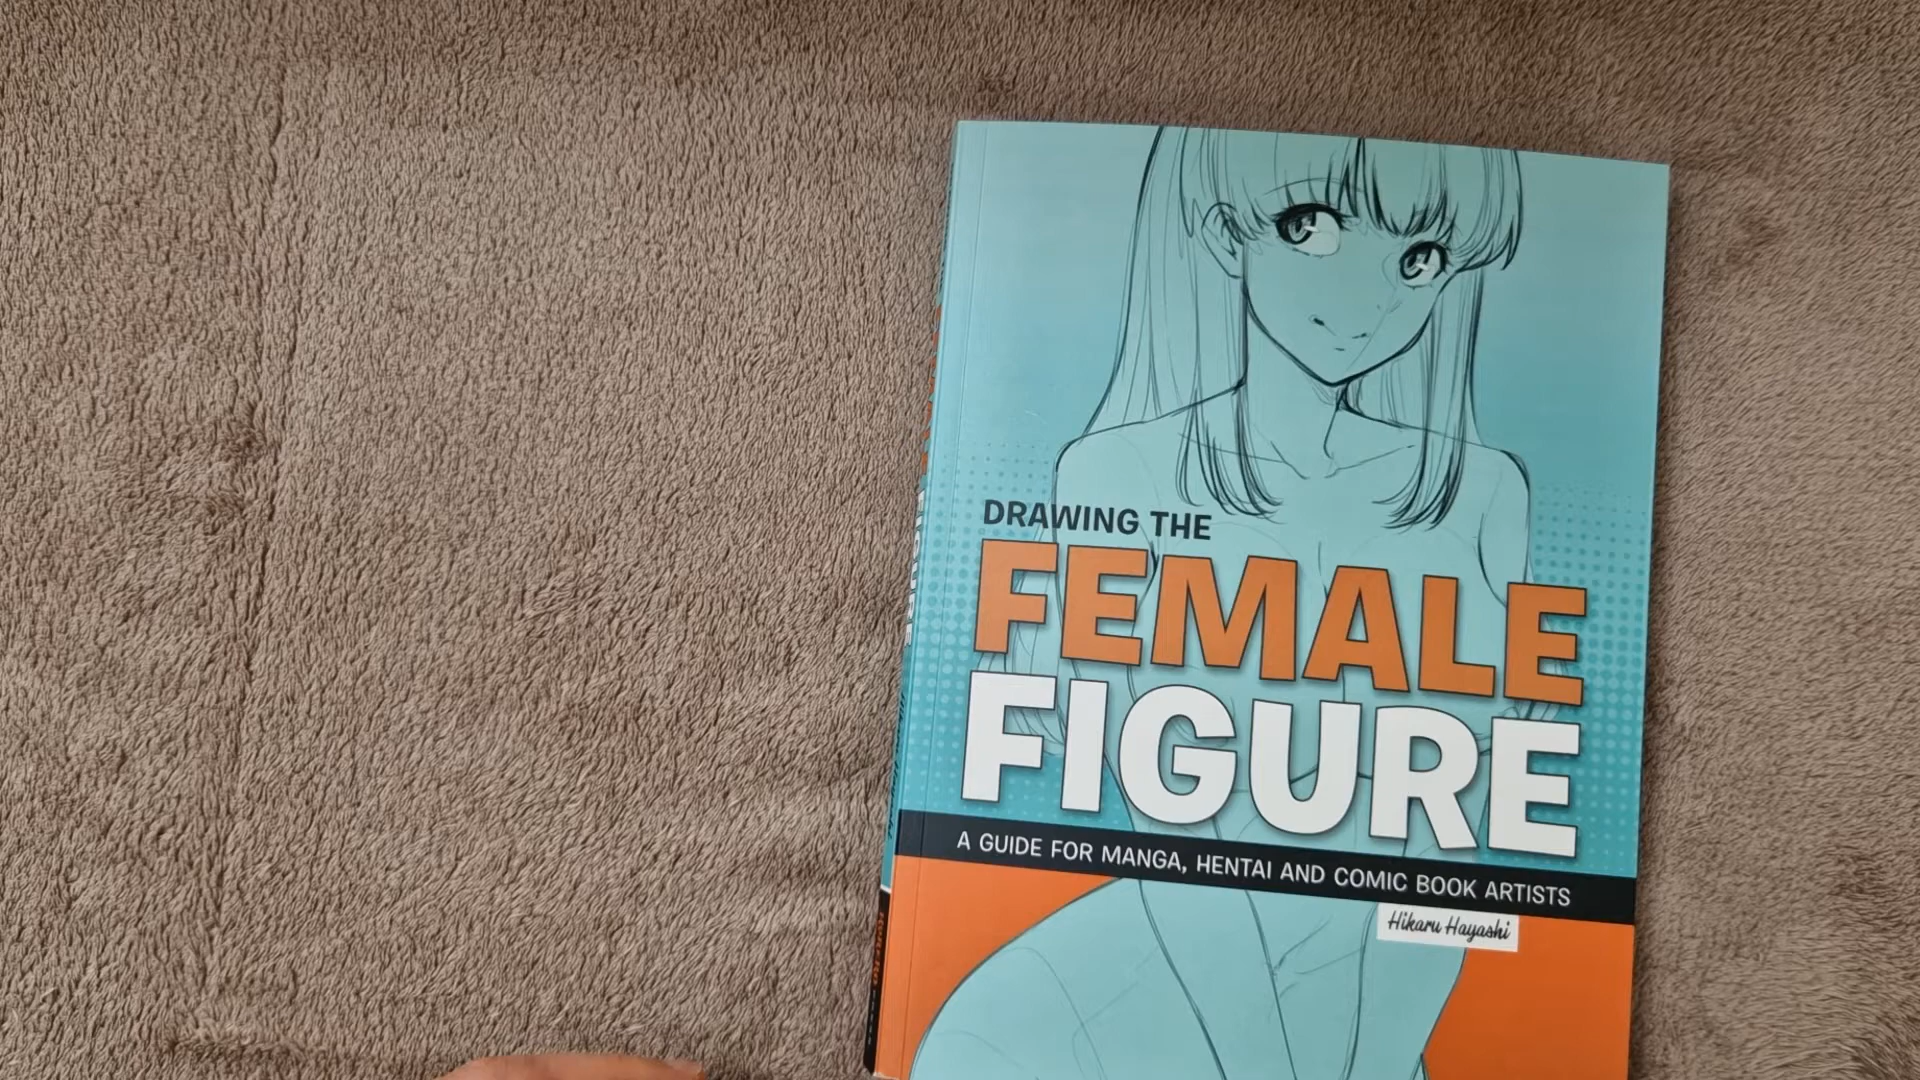 DRAWING THE
FEMALE
FIGURE
A GUIDE FOR MANGA, HENTAI AND COMIC BOOK ARTISTS
Hikaru Hayashi